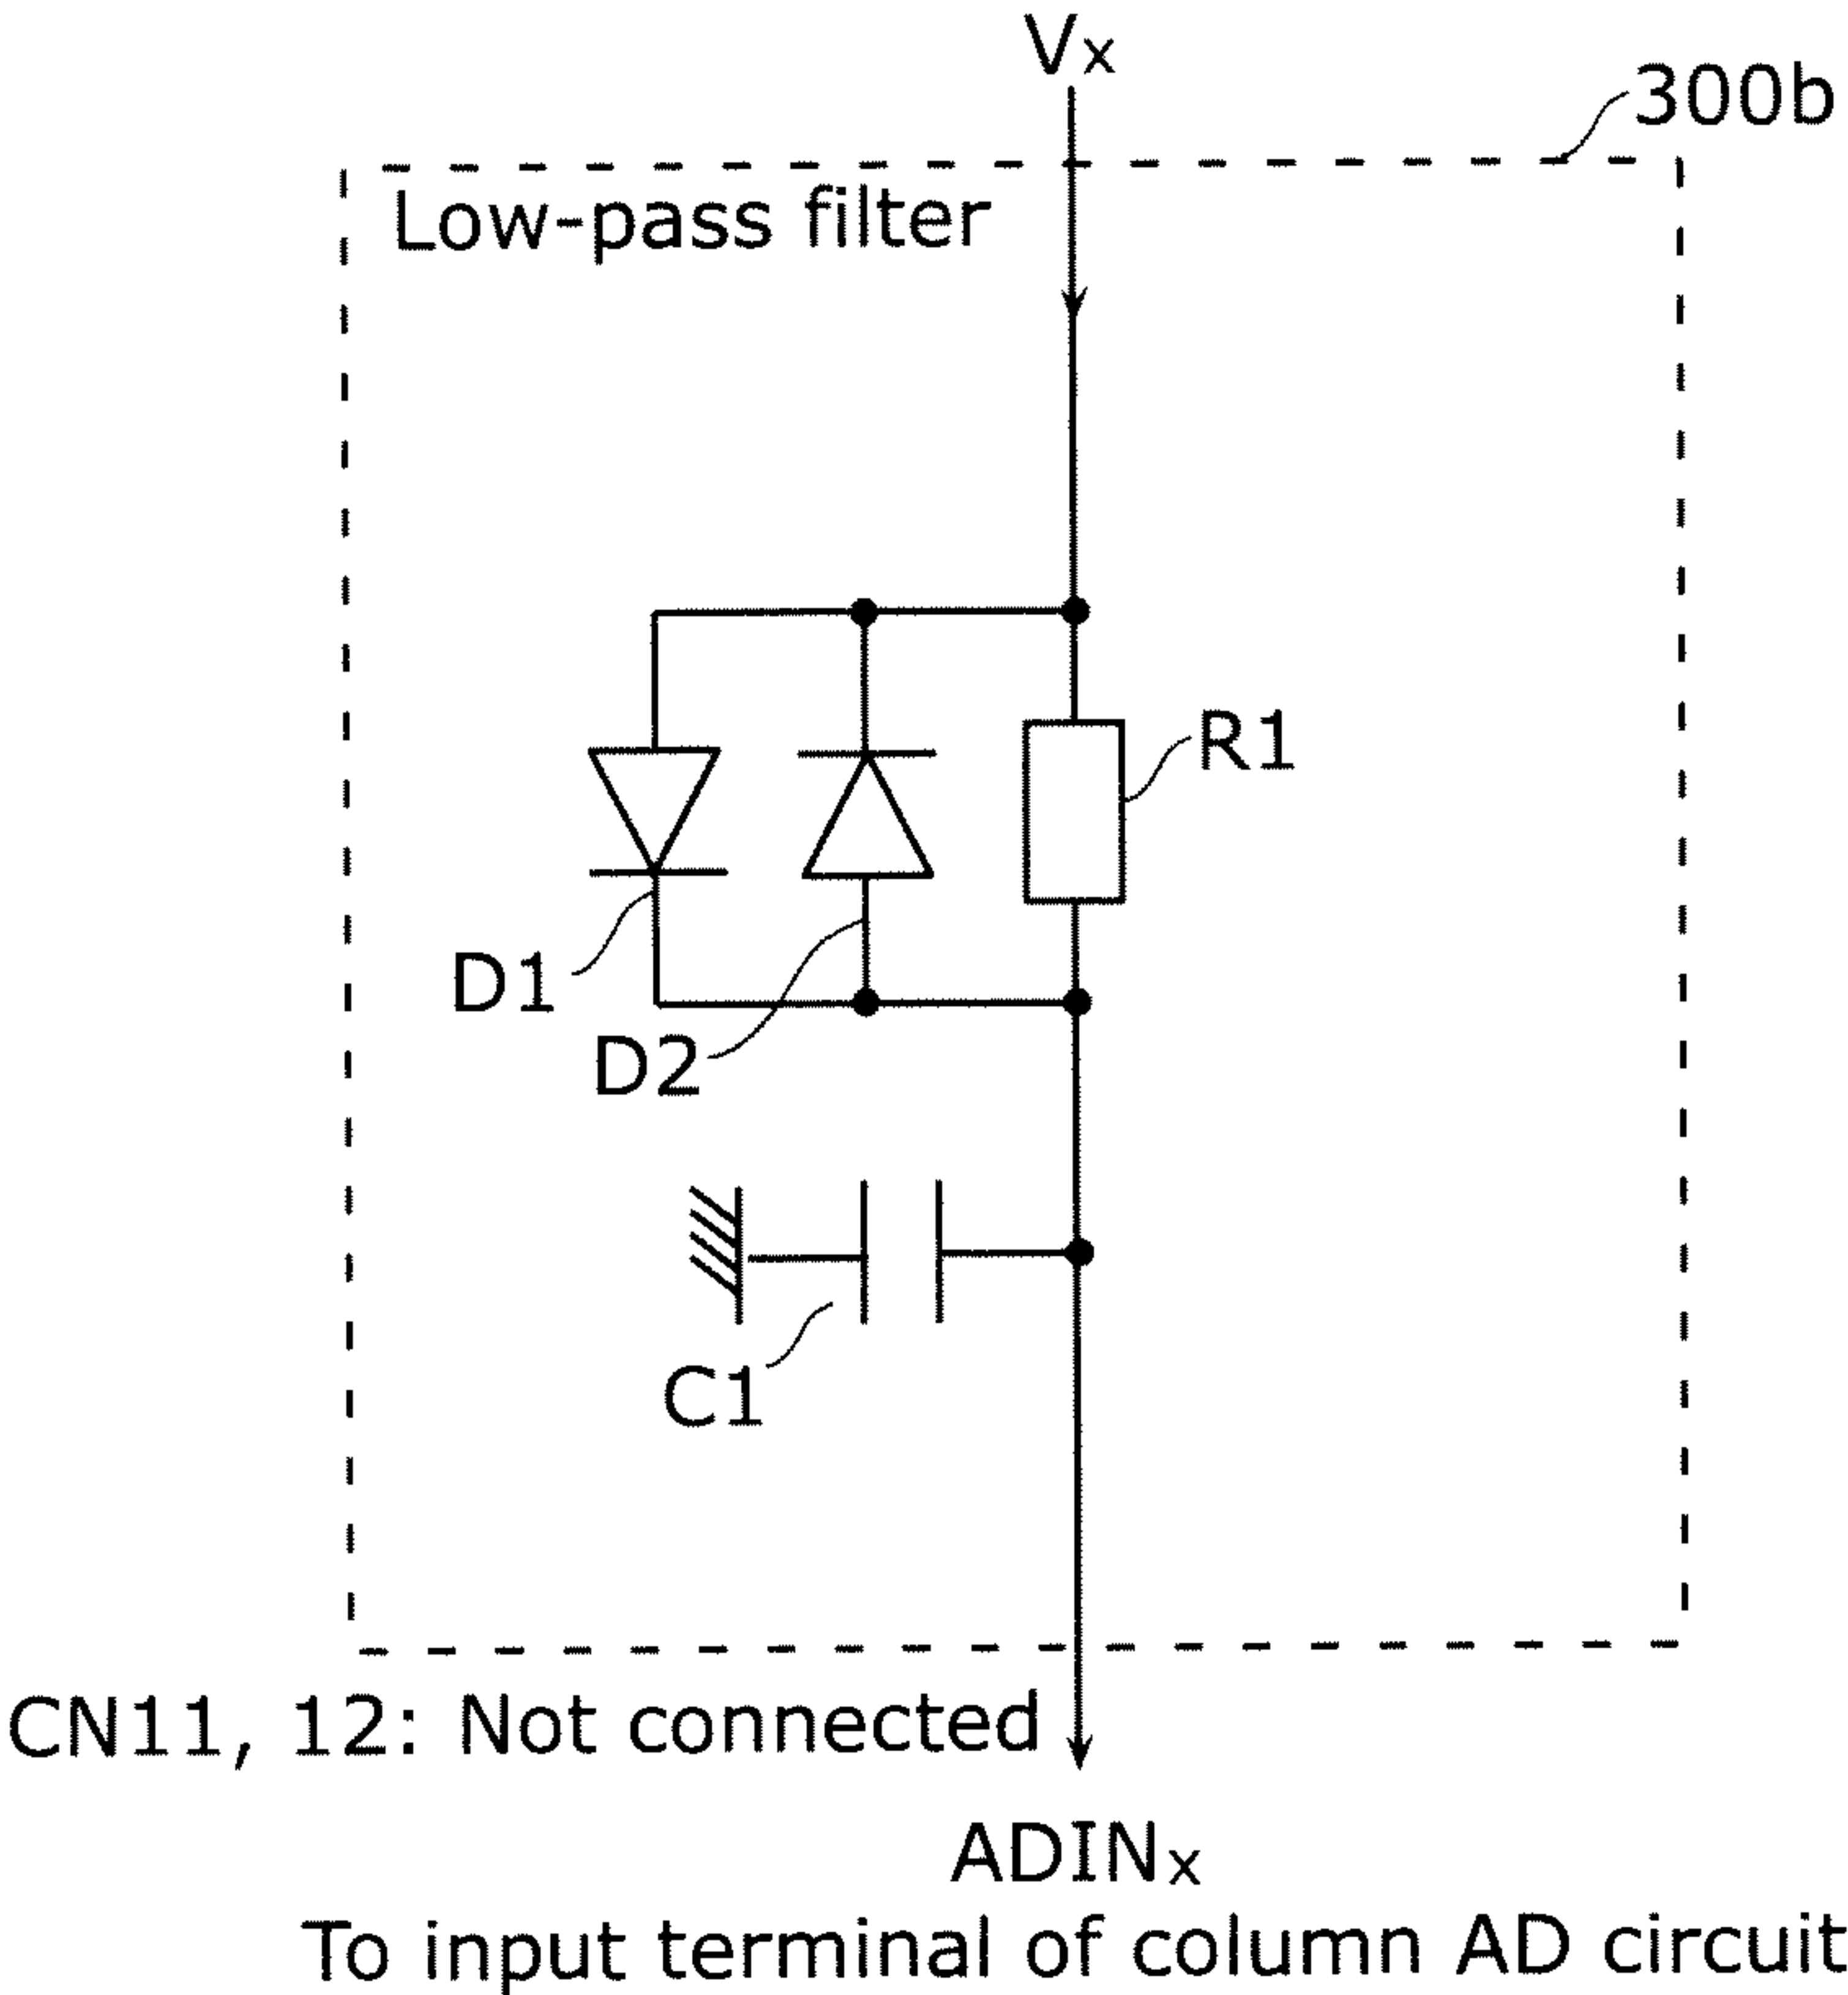 Vx
300b
Low-pass filter
R1
D1
D2
C1
CN11, 12: Not connected
ADINx
To input terminal of column AD circuit